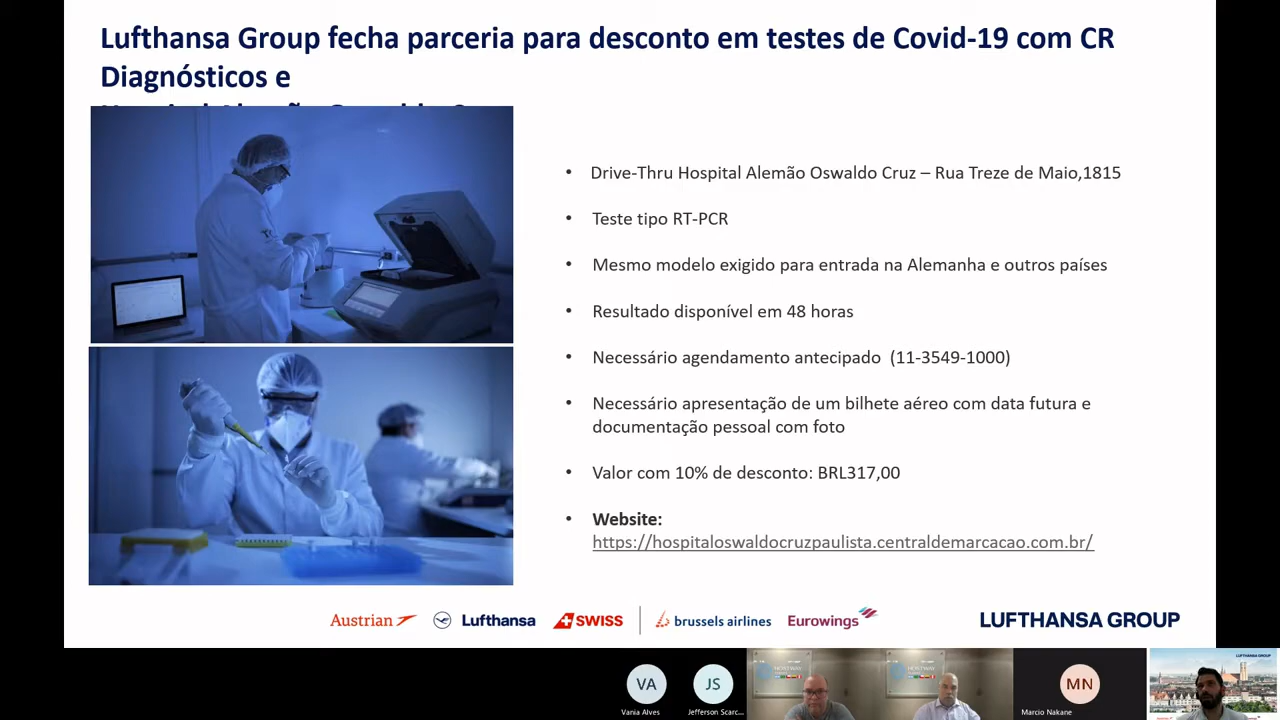 Lufthansa Group fecha parceria para desconto em testes de Covid-19 com CR
Diagnósticos e
• Drive-Thru Hospital Alemão Oswaldo Cruz – Rua Treze de Maio,1815
• Teste tipo RT-PCR
• Mesmo modelo exigido para entrada na Alemanha e outros países
• Resultado disponível em 48 horas
• Necessário agendamento antecipado (11-3549-1000)
• Necessário apresentação de um bilhete aéreo com data futura e
documentação pessoal com foto
• Valor com 10% de desconto: BRL317,00
• Website:
https://hospitaloswaldocruzpaulista.centraldemarcacao.com.br/
Austrian Lufthansa SWISS brussels airlines Eurowings LUFTHANSA GROUP
VA
JS
MN
Vania Alves
Jefferson Scarc...
Marcio Nakane
LUFTHANSA GROUP